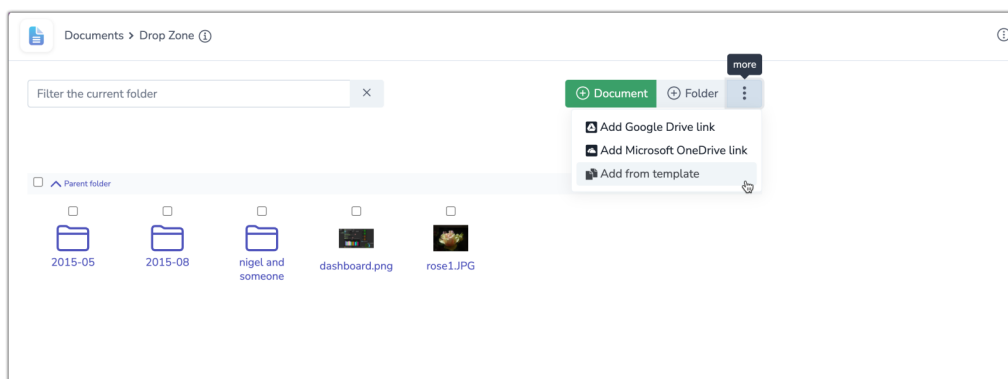 Documents > Drop Zone
more
Filter the current folder
Document
Folder
Add Google Drive link
Add Microsoft OneDrive link
Add from template
Parent folder
2015-05
2015-08
nigel and
someone
dashboard.png
rose1.JPG